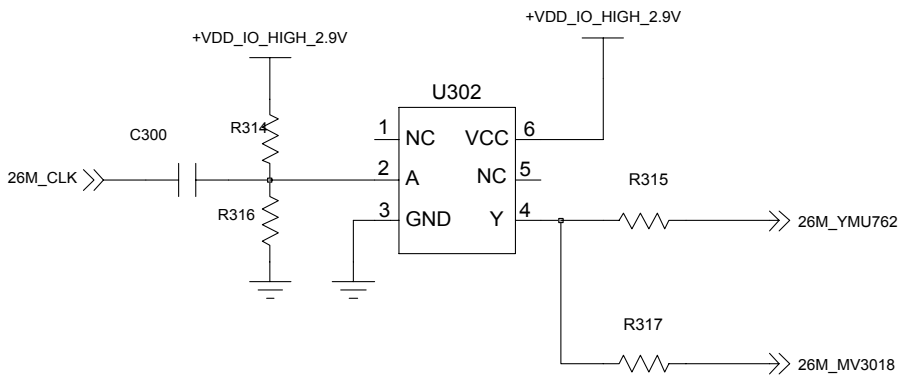 +VDD_IO_HIGH_2.9V
+VDD_IO_HIGH_2.9V
U302
C300
R314
1
NC
VCC
6
26M_CLK
2
A
NC
5
R315
R316
3
GND
Y
4
26M_YMU762
R317
26M_MV3018